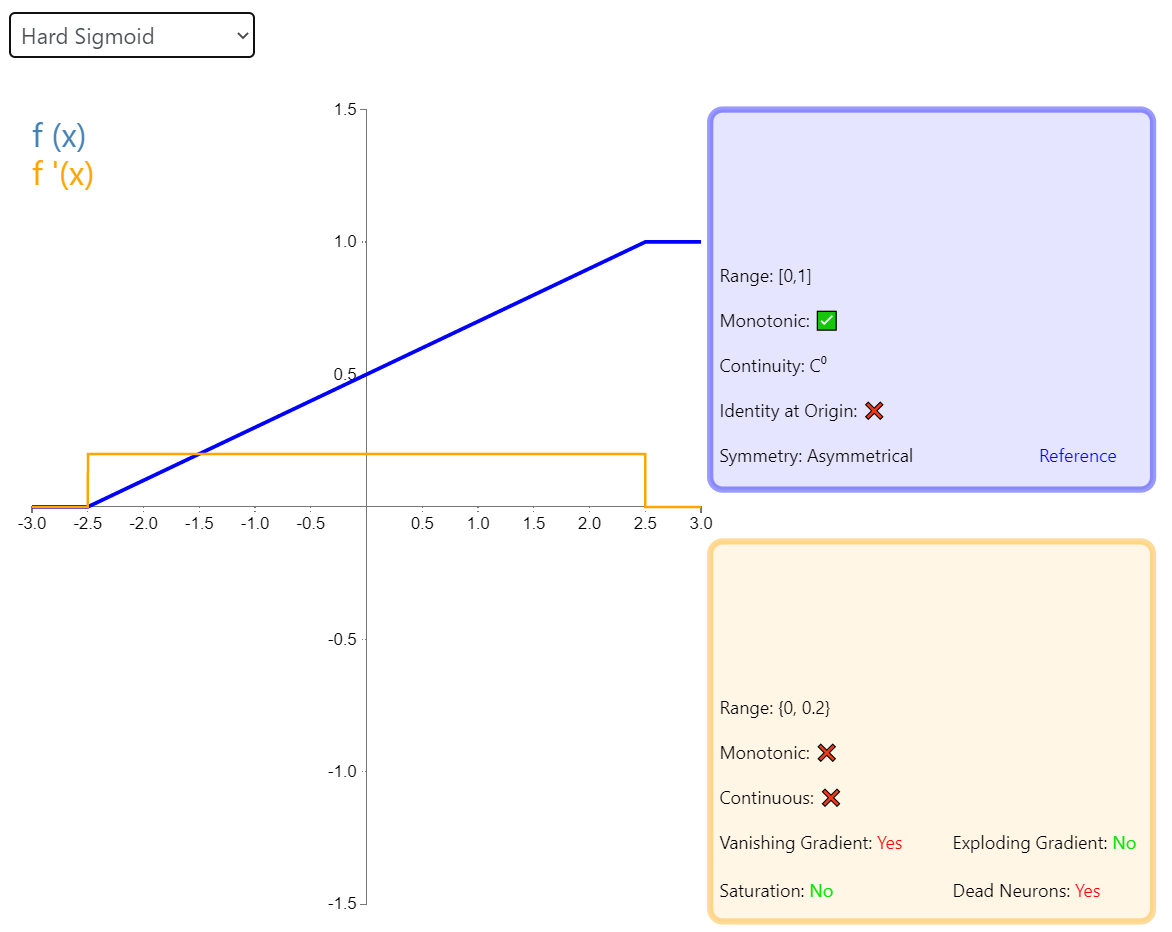 Hard Sigmoid
f (x)
f '(x)
1.5
1.0
0.5
-3.0 -2.5 -2.0 -1.5 -1.0 -0.5 0.5 1.0 1.5 2.0 2.5 3.0
-0.5
-1.0
-1.5
Range: [0,1]
Monotonic: ✅
Continuity: C⁰
Identity at Origin: ❌
Symmetry: Asymmetrical Reference
Range: {0, 0.2}
Monotonic: ❌
Continuous: ❌
Vanishing Gradient: Yes Exploding Gradient: No
Saturation: No Dead Neurons: Yes